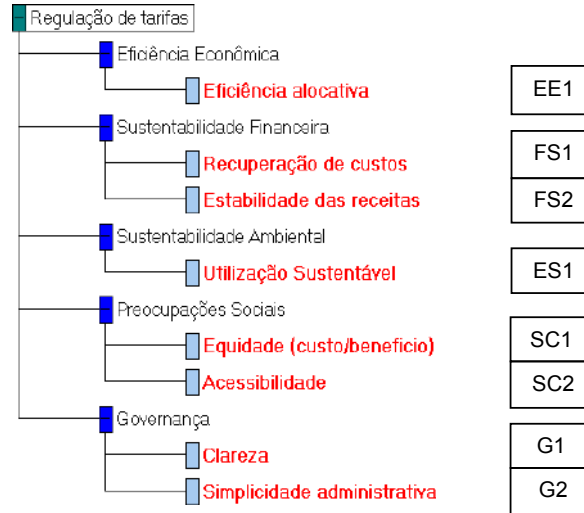 Regulação de tarifas
Eficiência Econômica
Eficiência alocativa EE1
Sustentabilidade Financeira
Recuperação de custos FS1
Estabilidade das receitas FS2
Sustentabilidade Ambiental
Utilização Sustentável ES1
Preocupações Sociais
Equidade (custo/beneficio) SC1
Acessibilidade SC2
Governança
Clareza G1
Simplicidade administrativa G2